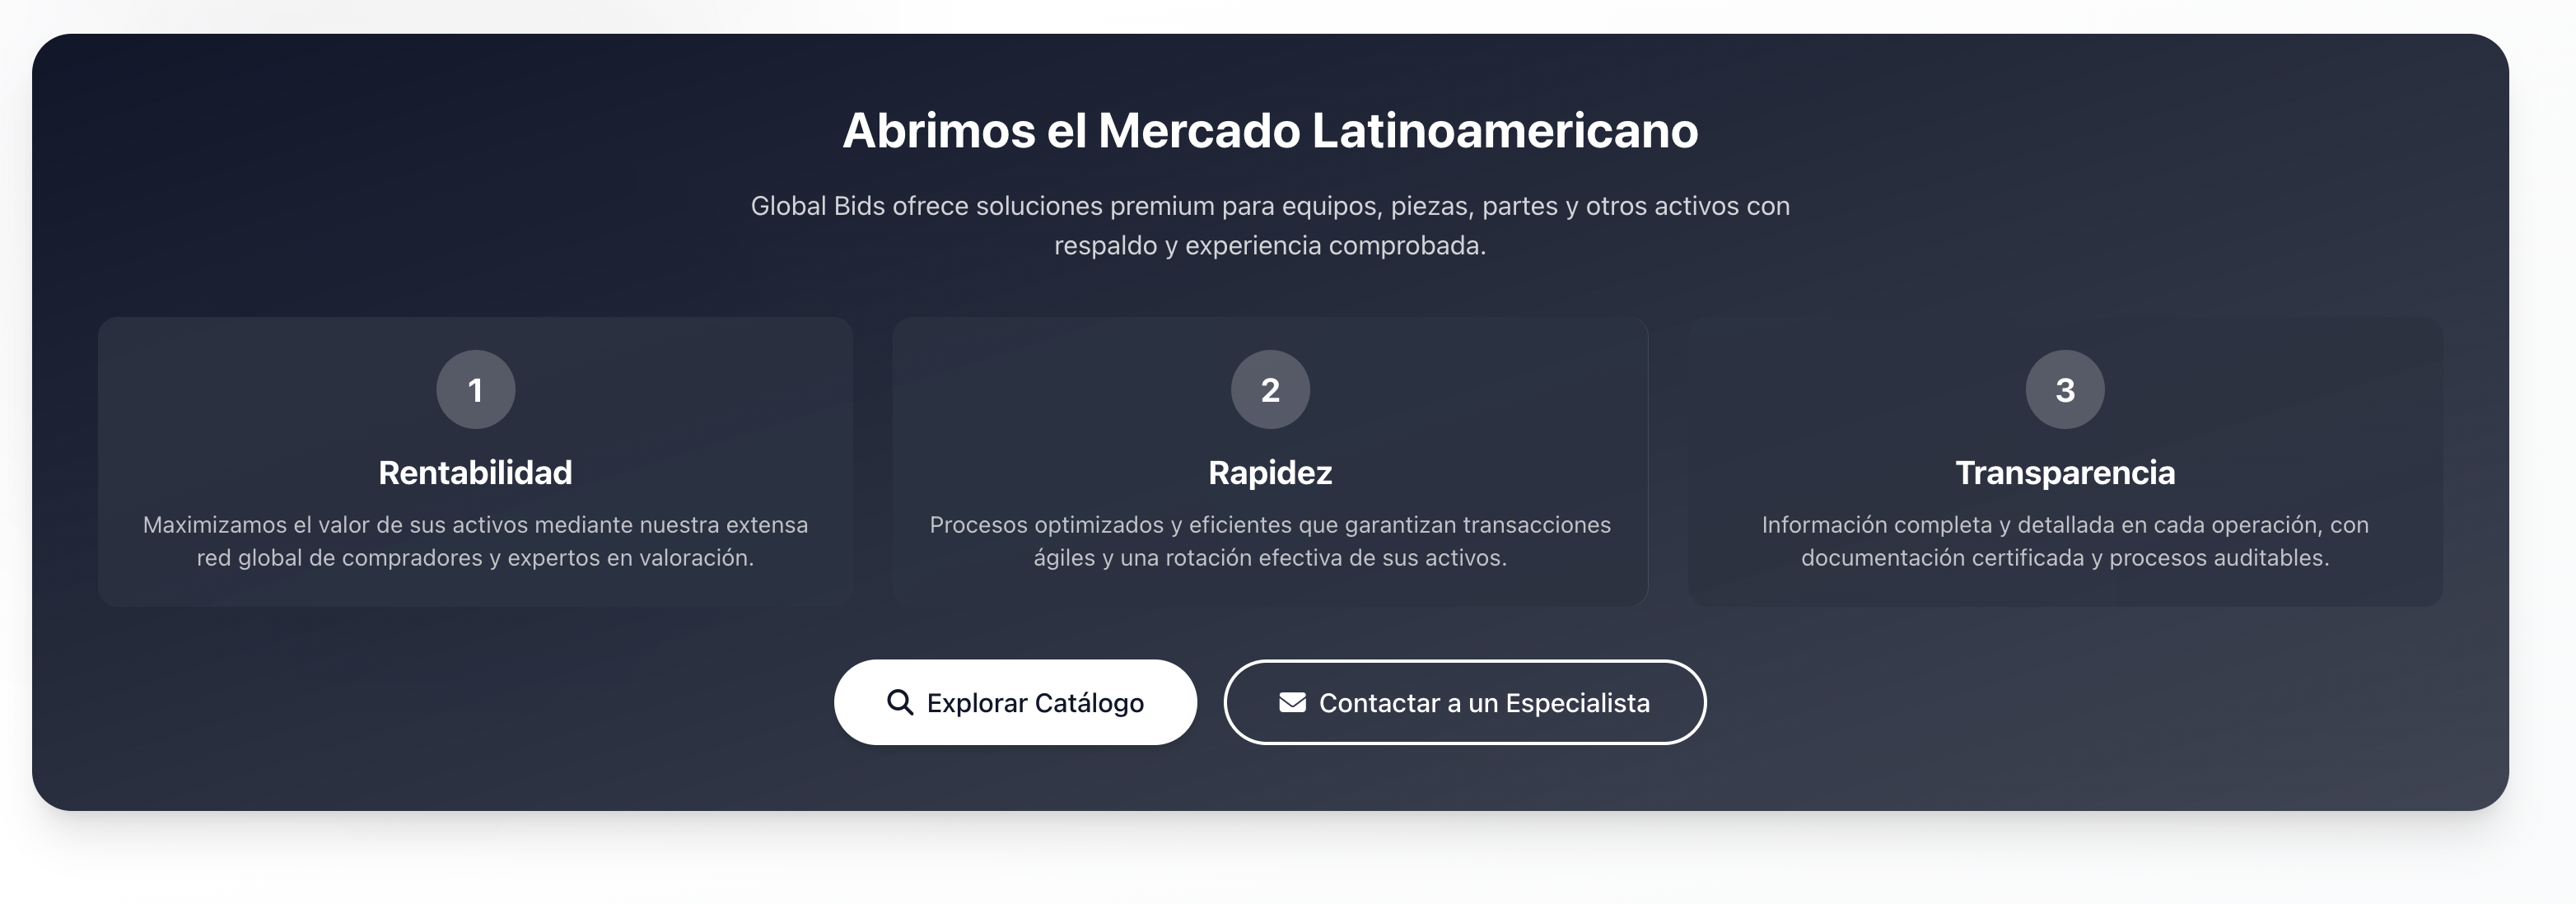 Abrimos el Mercado Latinoamericano
Global Bids ofrece soluciones premium para equipos, piezas, partes y otros activos con
respaldo y experiencia comprobada.
1
Rentabilidad
Maximizamos el valor de sus activos mediante nuestra extensa
red global de compradores y expertos en valoración.
2
Rapidez
Procesos optimizados y eficientes que garantizan transacciones
ágiles y una rotación efectiva de sus activos.
3
Transparencia
Información completa y detallada en cada operación, con
documentación certificada y procesos auditables.
Explorar Catálogo
Contactar a un Especialista